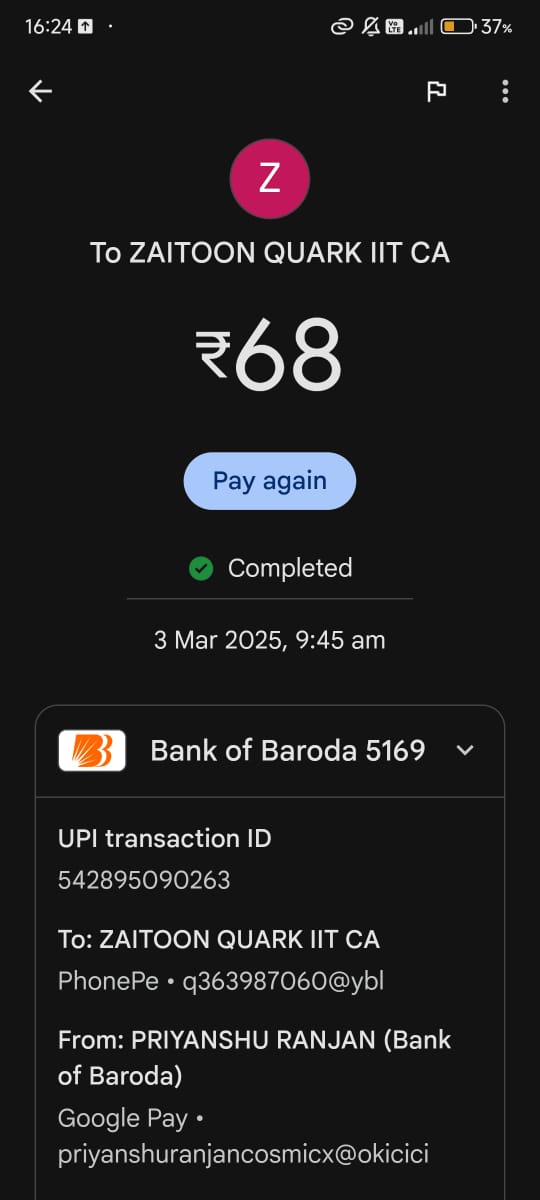 16:24
Vo LTE
37%
Z
To ZAITOON QUARK IIT CA
₹68
Pay again
Completed
3 Mar 2025, 9:45 am
Bank of Baroda 5169
UPI transaction ID
542895090263
To: ZAITOON QUARK IIT CA
PhonePe • q363987060@ybl
From: PRIYANSHU RANJAN (Bank
of Baroda)
Google Pay •
priyanshuranjancosmicx@okicici